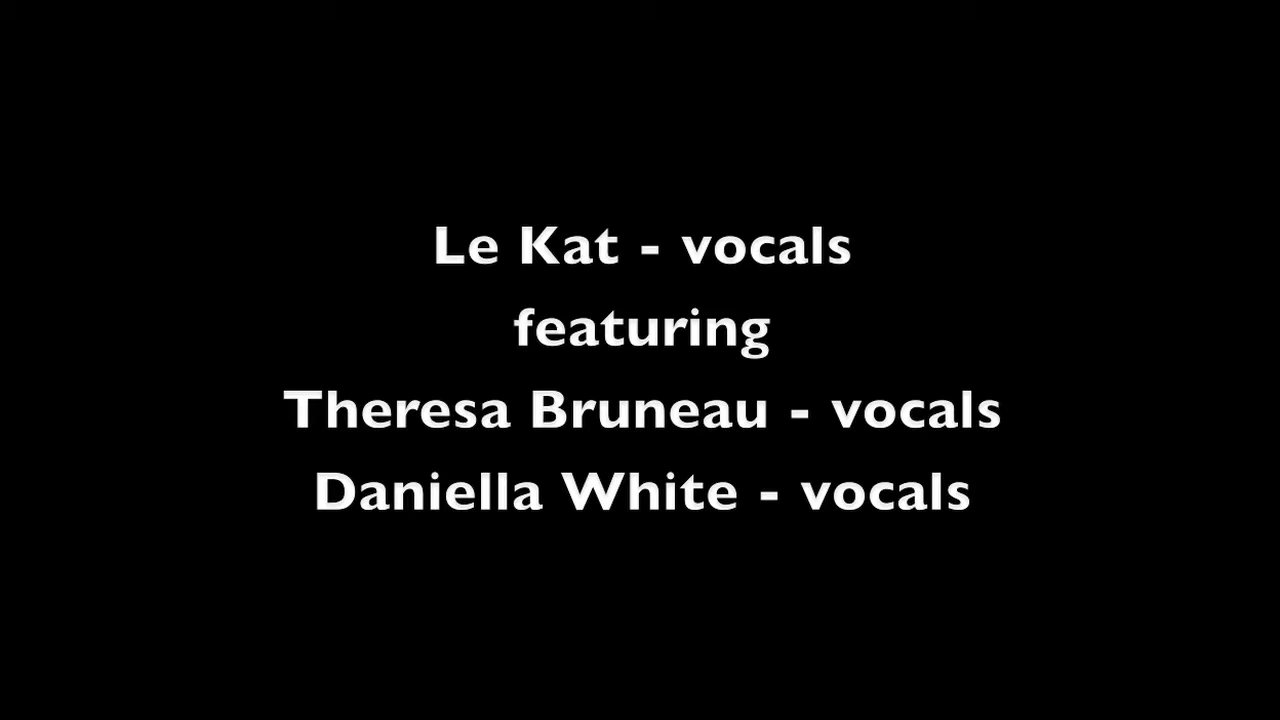 Le Kat - vocals
featuring
Theresa Bruneau - vocals
Daniella White - vocals